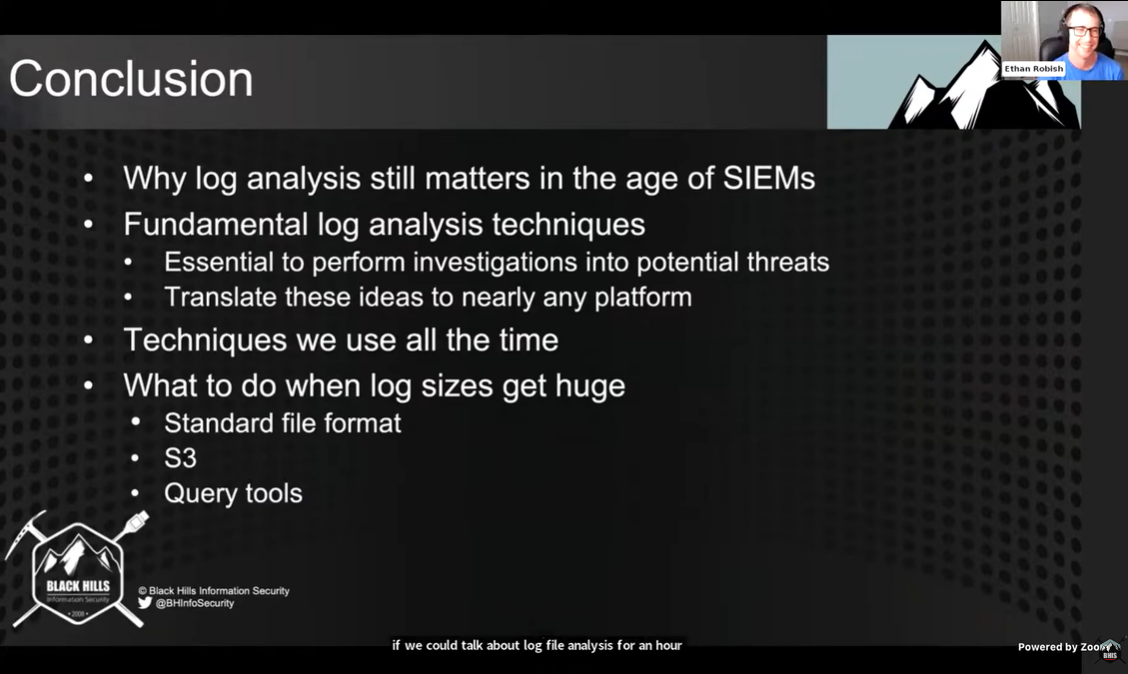 Ethan Robish
Conclusion
• Why log analysis still matters in the age of SIEMs
• Fundamental log analysis techniques
• Essential to perform investigations into potential threats
• Translate these ideas to nearly any platform
• Techniques we use all the time
• What to do when log sizes get huge
• Standard file format
• S3
• Query tools
BLACK HILLS
Information Security
• 2008 •
© Black Hills Information Security
@BHInfoSecurity
if we could talk about log file analysis for an hour
Powered by Zoom
BHIS